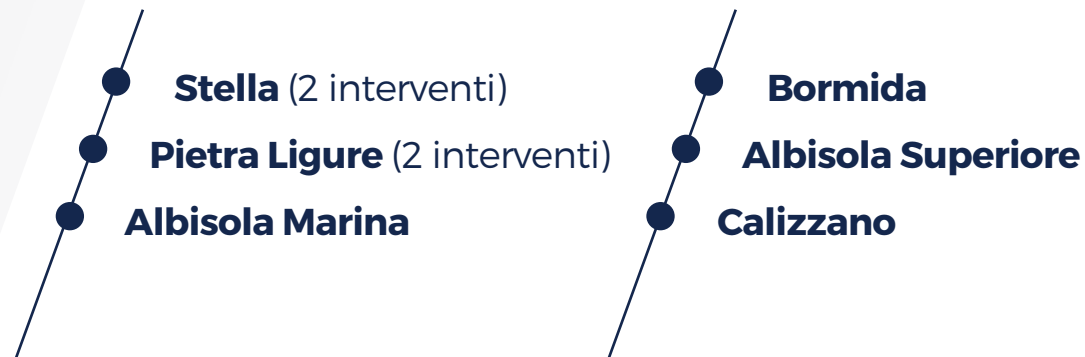 Stella (2 interventi)
Pietra Ligure (2 interventi)
Albisola Marina
Bormida
Albisola Superiore
Calizzano